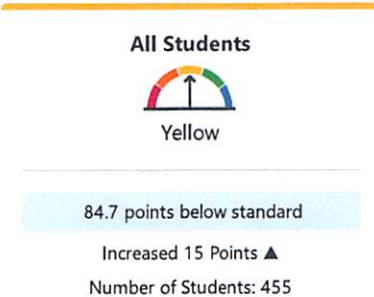 All Students
Yellow
84.7 points below standard
Increased 15 Points ▲
Number of Students: 455